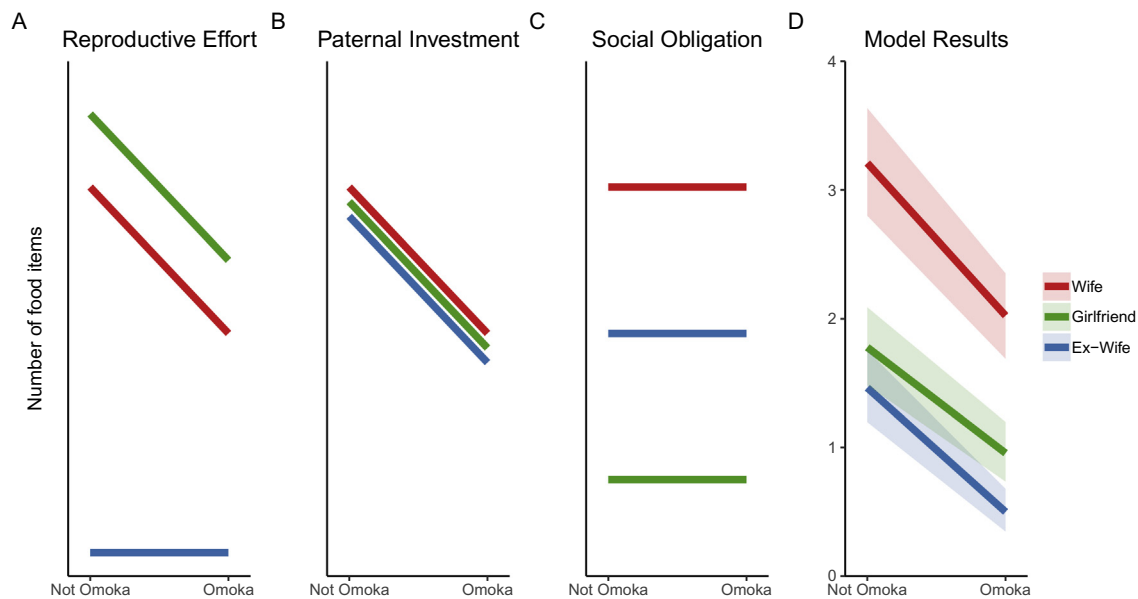 A
Reproductive Effort
B
Paternal Investment
C
Social Obligation
D
Model Results
Number of food items
4
3
2
1
0
Wife
Girlfriend
Ex−Wife
Not Omoka
Omoka
Not Omoka
Omoka
Not Omoka
Omoka
Not Omoka
Omoka